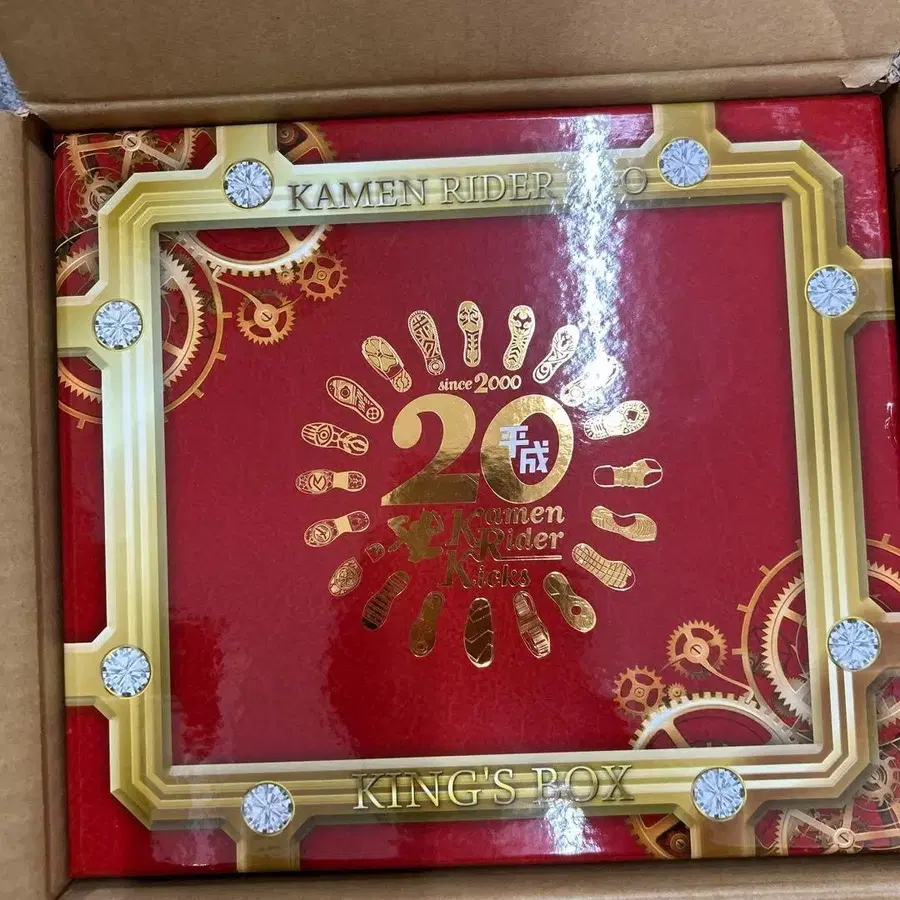 KAMEN RIDER
since 2000
20
平成
Kamen
Rider
Kicks
KING'S BOX